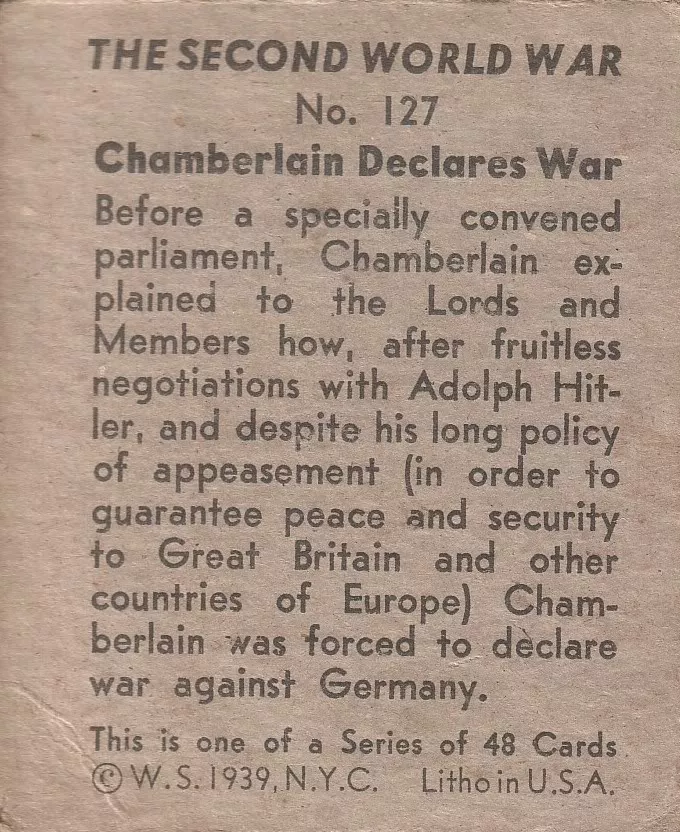 THE SECOND WORLD WAR
No. 127
Chamberlain Declares War
Before a specially convened
parliament, Chamberlain ex-
plained to the Lords and
Members how, after fruitless
negotiations with Adolph Hit-
ler, and despite his long policy
of appeasement (in order to
guarantee peace and security
to Great Britain and other
countries of Europe) Cham-
berlain was forced to declare
war against Germany.
This is one of a Series of 48 Cards
© W.S. 1939, N.Y.C. Litho in U.S.A.